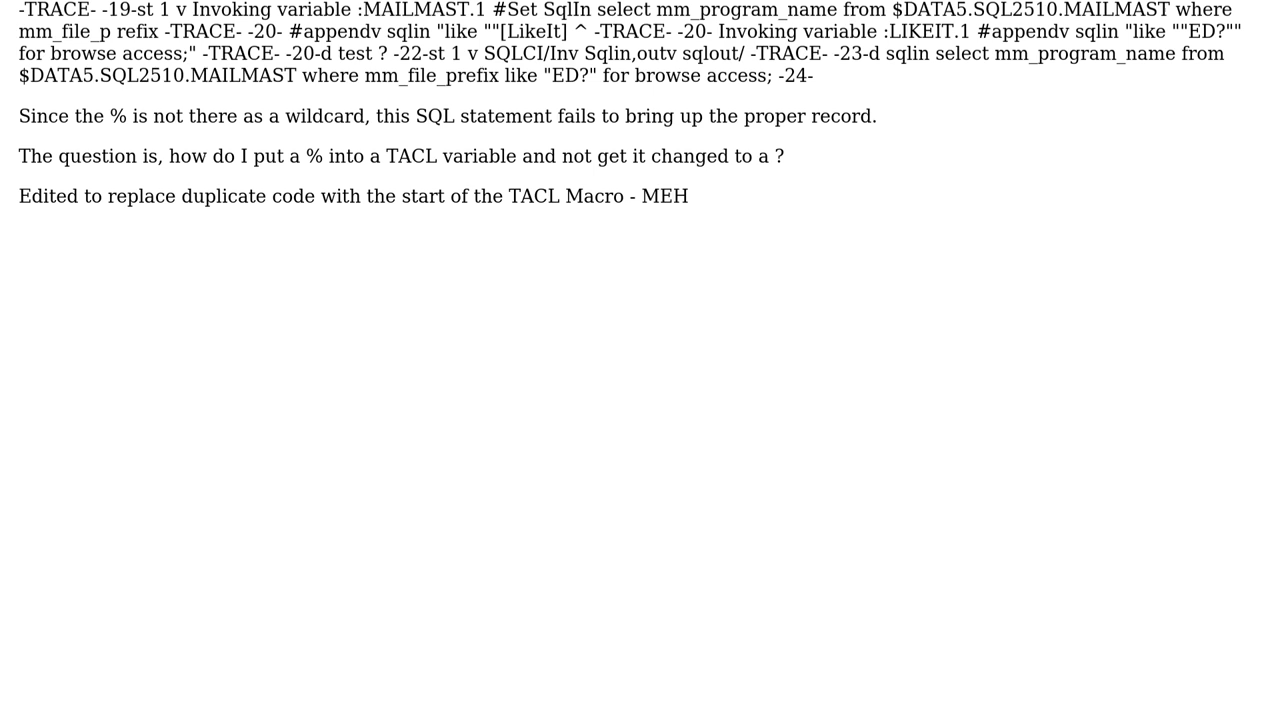 -TRACE- -19-st 1 v Invoking variable :MAILMAST.1 #Set SqlIn select mm_program_name from $DATA5.SQL2510.MAILMAST where
mm_file_p refix -TRACE- -20- #appendv sqlin "like ""[LikeIt] ^ -TRACE- -20- Invoking variable :LIKEIT.1 #appendv sqlin "like ""ED?""
for browse access;" -TRACE- -20-d test ? -22-st 1 v SQLCI/Inv Sqlin,outv sqlout/ -TRACE- -23-d sqlin select mm_program_name from
$DATA5.SQL2510.MAILMAST where mm_file_prefix like "ED?" for browse access; -24-
Since the % is not there as a wildcard, this SQL statement fails to bring up the proper record.
The question is, how do I put a % into a TACL variable and not get it changed to a ?
Edited to replace duplicate code with the start of the TACL Macro - MEH